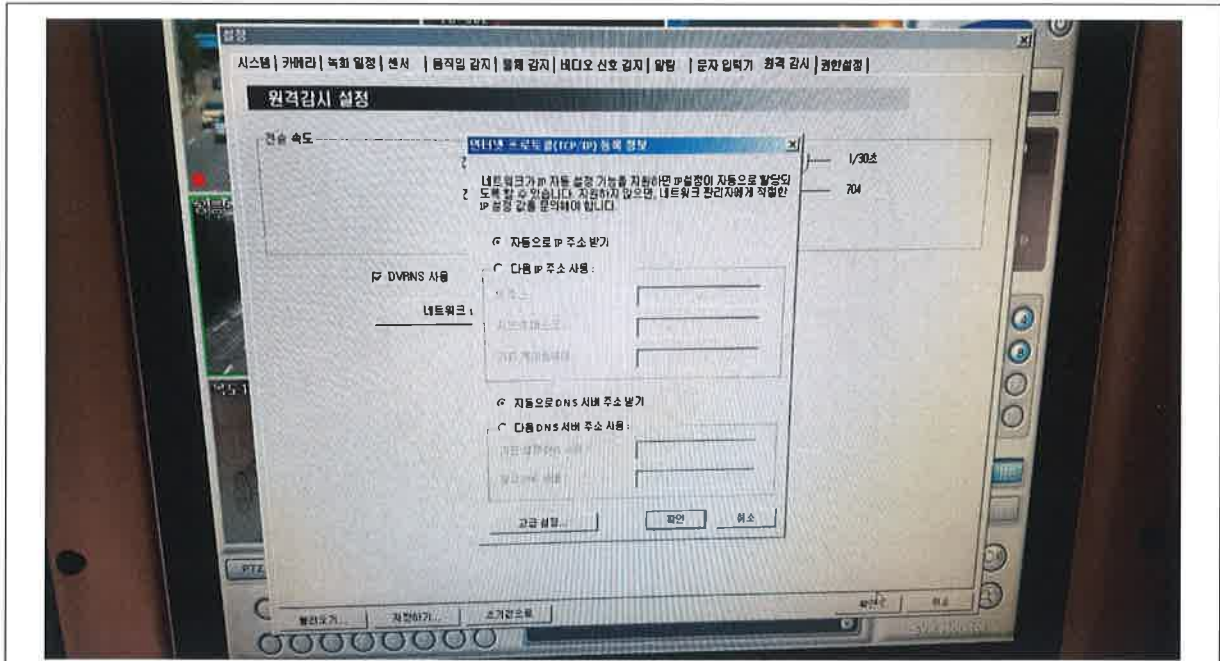 설정
시스템 | 카메라 | 녹화 일정 | 센서 | 움직임 감지 | 물체 감지 | 비디오 신호 감지 | 알람 | 문자 입력기 원격 감시 | 권한설정 |
원격감시 설정
전송 속도
인터넷 프로토콜(TCP/IP) 등록 정보
1/30초
네트워크가 IP 자동 설정 기능을 지원하면 IP설정이 자동으로 할당되
704
도록 할 수 있습니다. 지원하지 않으면, 네트워크 관리자에게 적절한
IP 설정 값을 문의해야 합니다.
자동으로 IP 주소 받기
DVRNS 사용
다음 IP 주소 사용 :
네트워크 :
자동으로 DNS 서버 주소 받기
다음 DNS 서버 주소 사용 :
고급 설정...
확인
취소
PTZ
불러오기...
저장하기...
초기값으로
확인
취소